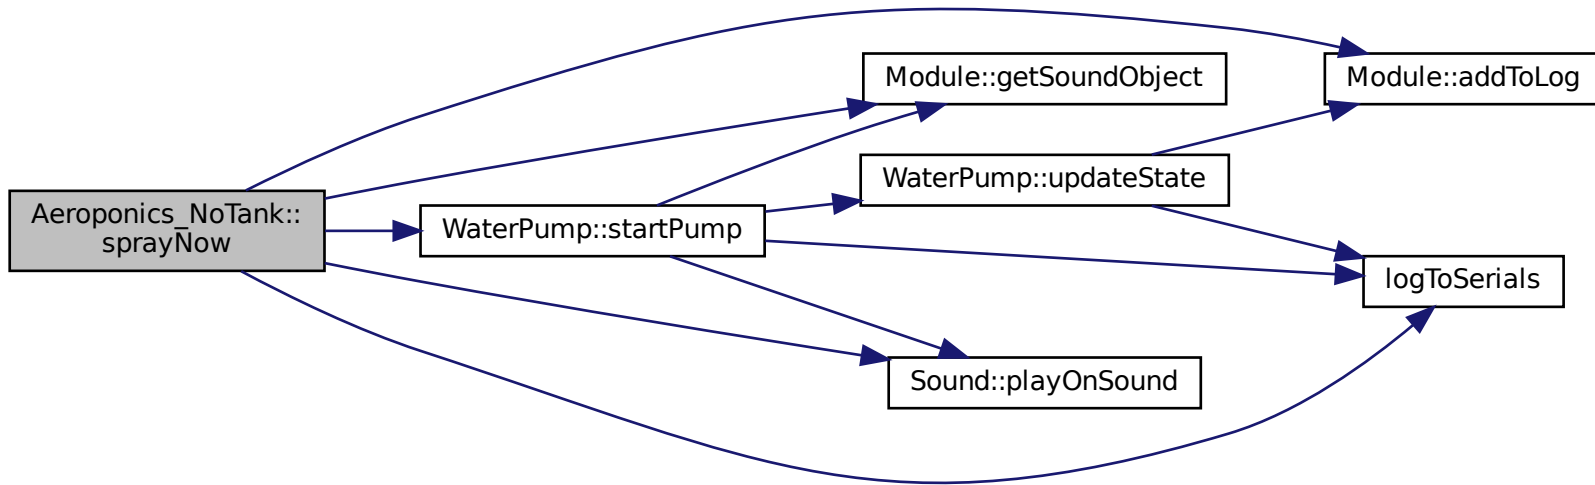 Aeroponics_NoTank::
sprayNow
WaterPump::startPump
Module::getSoundObject
WaterPump::updateState
Sound::playOnSound
Module::addToLog
logToSerials